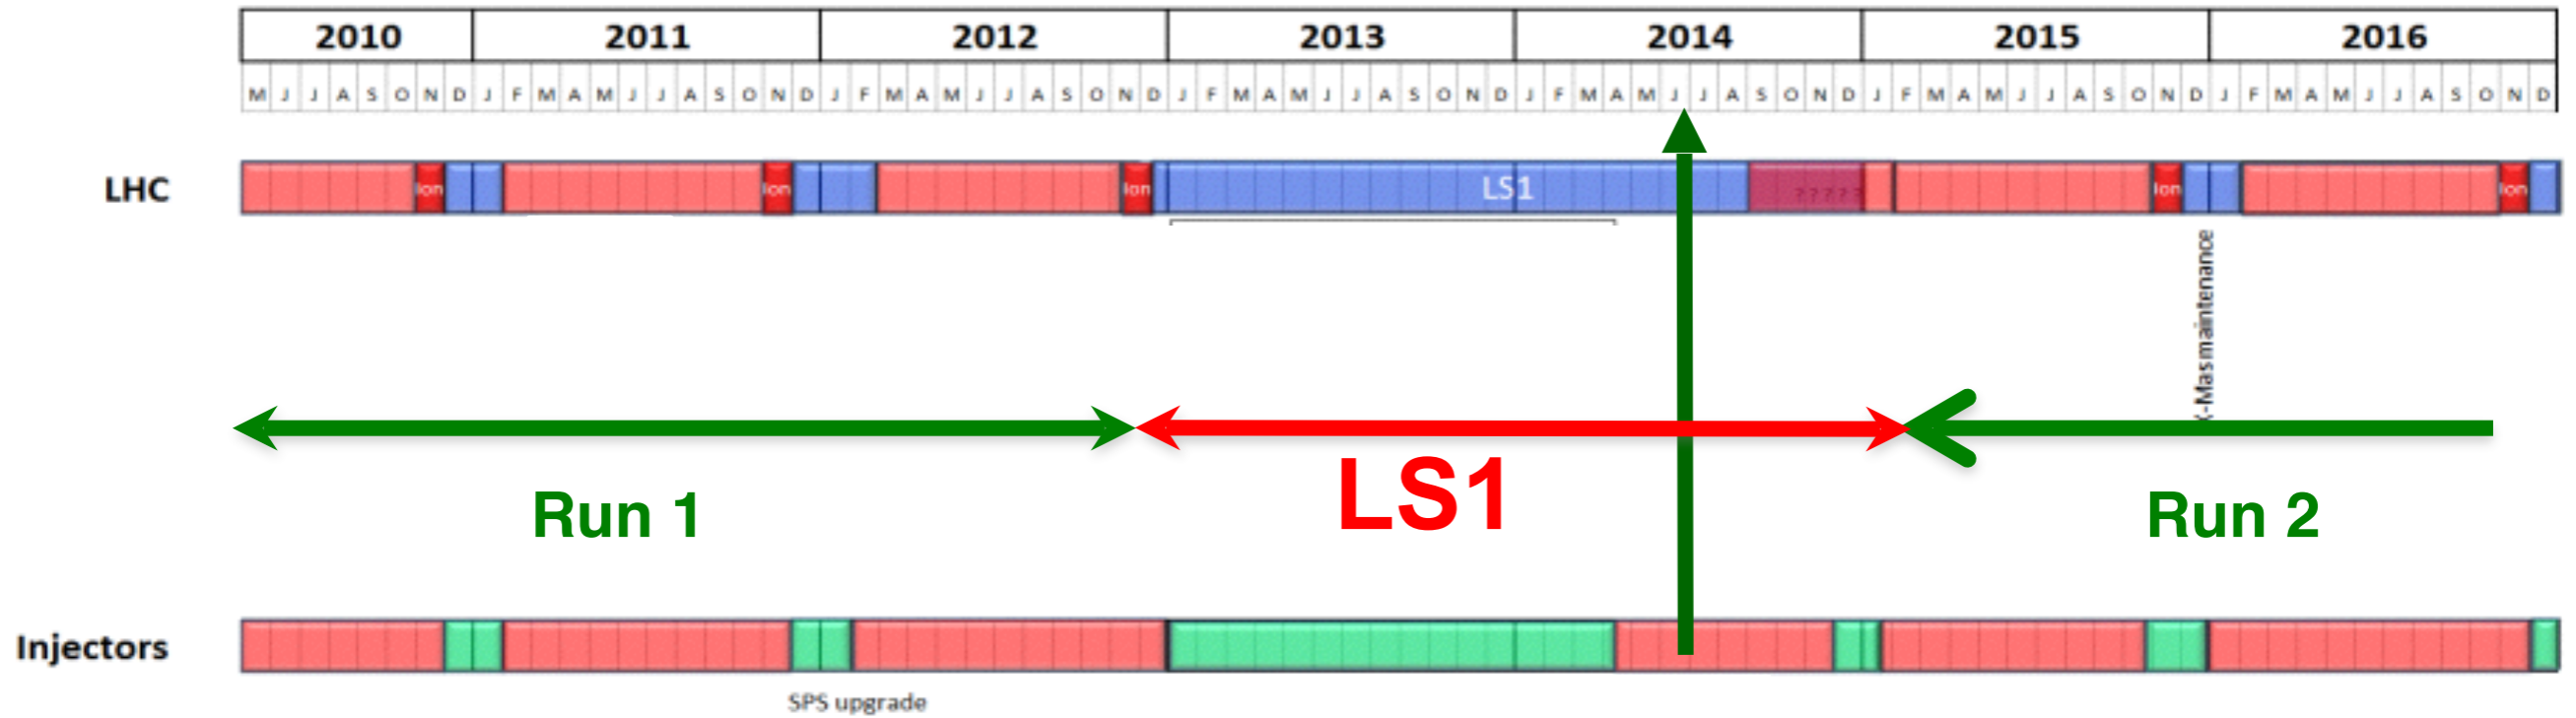 2010 2011 2012 2013 2014 2015 2016
M J J A S O N D J F M A M J J A S O N D J F M A M J J A S O N D J F M A M J J A S O N D J F M A M J J A S O N D J F M A M J J A S O N D J F M A M J J A S O N D
LHC Ion Ion Ion LS1 ????? Ion Ion
X-Mas maintenance
LS1
Run 1 Run 2
Injectors
SPS upgrade